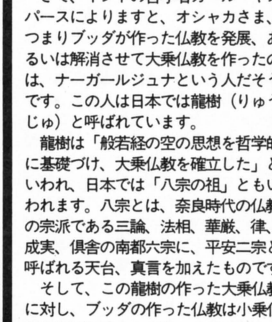 パースによりますと、オシャカさま、
つまりブッダが作った仏教を発展、あ
るいは解消させて大乗仏教を作ったの
は、ナーガールジュナという人だそう
です。この人は日本では龍樹（りゅう
じゅ）と呼ばれています。
龍樹は「般若経の空の思想を哲学的
に基礎づけ、大乗仏教を確立した」と
いわれ、日本では「八宗の祖」ともい
われます。八宗とは、奈良時代の仏教
の宗派である三論、法相、華厳、律、
成実、倶舎の南都六宗に、平安二宗と
呼ばれる天台、真言を加えたものです
そして、この龍樹の作った大乗仏教
に対し、ブッダの作った仏教は小乗仏